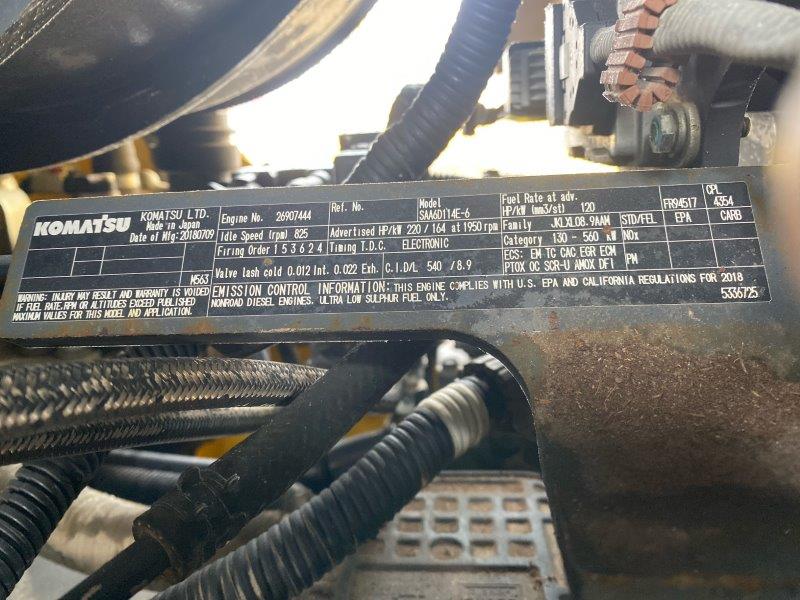 KOMATSU KOMATSU LTD.
Made in Japan
Date of Mfg. 20180709
M563
WARNING: INJURY MAY RESULT AND WARRANTY IS VOIDED
IF FUEL RATE,RPM OR ALTITUDES EXCEED PUBLISHED
MAXIMUM VALUES FOR THIS MODEL AND APPLICATION.
Engine No. 26907444 Ref. No. Model SAA6D114E-6
Idle Speed (rpm) 825 Advertised HP/kW 220 / 164 at 1950 rpm
Firing Order 1 5 3 6 2 4 Timing T.D.C. ELECTRONIC
Valve lash cold 0.012 Int. 0.022 Exh. C.I.D/L 540 / 8.9
Fuel Rate at adv. HP/kW (mm3/st) 120 FR94517 CPL 4354
Family JKLXL08.9AAM STD/FEL EPA CARB
Category 130 - 560 kW NOx
ECS: EM TC CAC EGR ECM
PTOX OC SCR-U AMOX DFI PM
EMISSION CONTROL INFORMATION: THIS ENGINE COMPLIES WITH U.S. EPA AND CALIFORNIA REGULATIONS FOR 2018
NONROAD DIESEL ENGINES. ULTRA LOW SULPHUR FUEL ONLY. 5336725